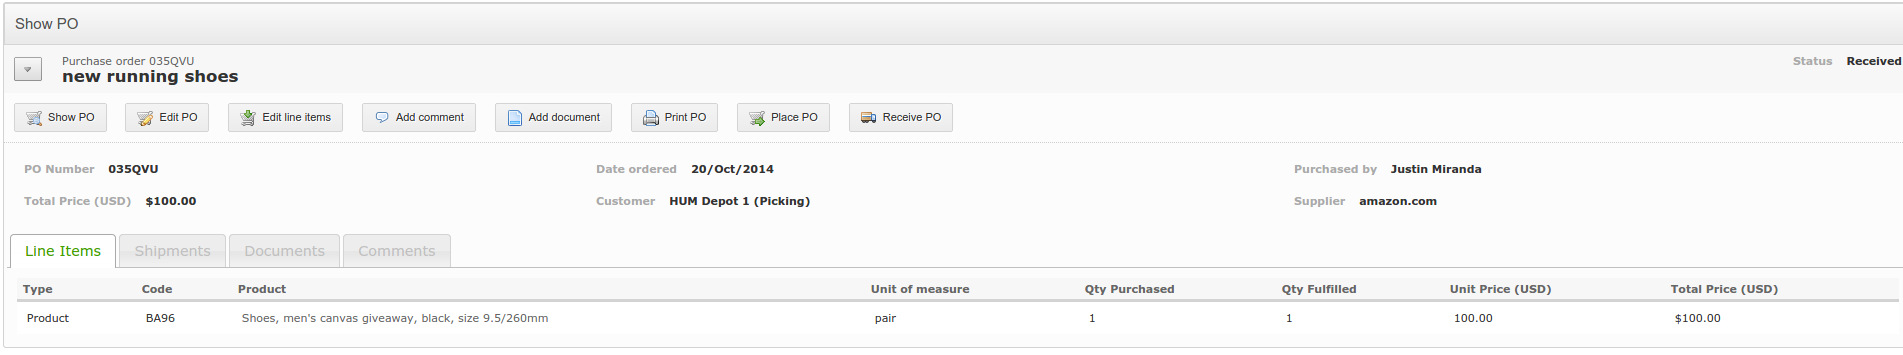 Show PO
Purchase order 035QVU
new running shoes
Status Received
Show PO Edit PO Edit line items Add comment Add document Print PO Place PO Receive PO
PO Number 035QVU Date ordered 20/Oct/2014 Purchased by Justin Miranda
Total Price (USD) $100.00 Customer HUM Depot 1 (Picking) Supplier amazon.com
Line Items Shipments Documents Comments
Type Code Product Unit of measure Qty Purchased Qty Fulfilled Unit Price (USD) Total Price (USD)
Product BA96 Shoes, men's canvas giveaway, black, size 9.5/260mm pair 1 1 100.00 $100.00